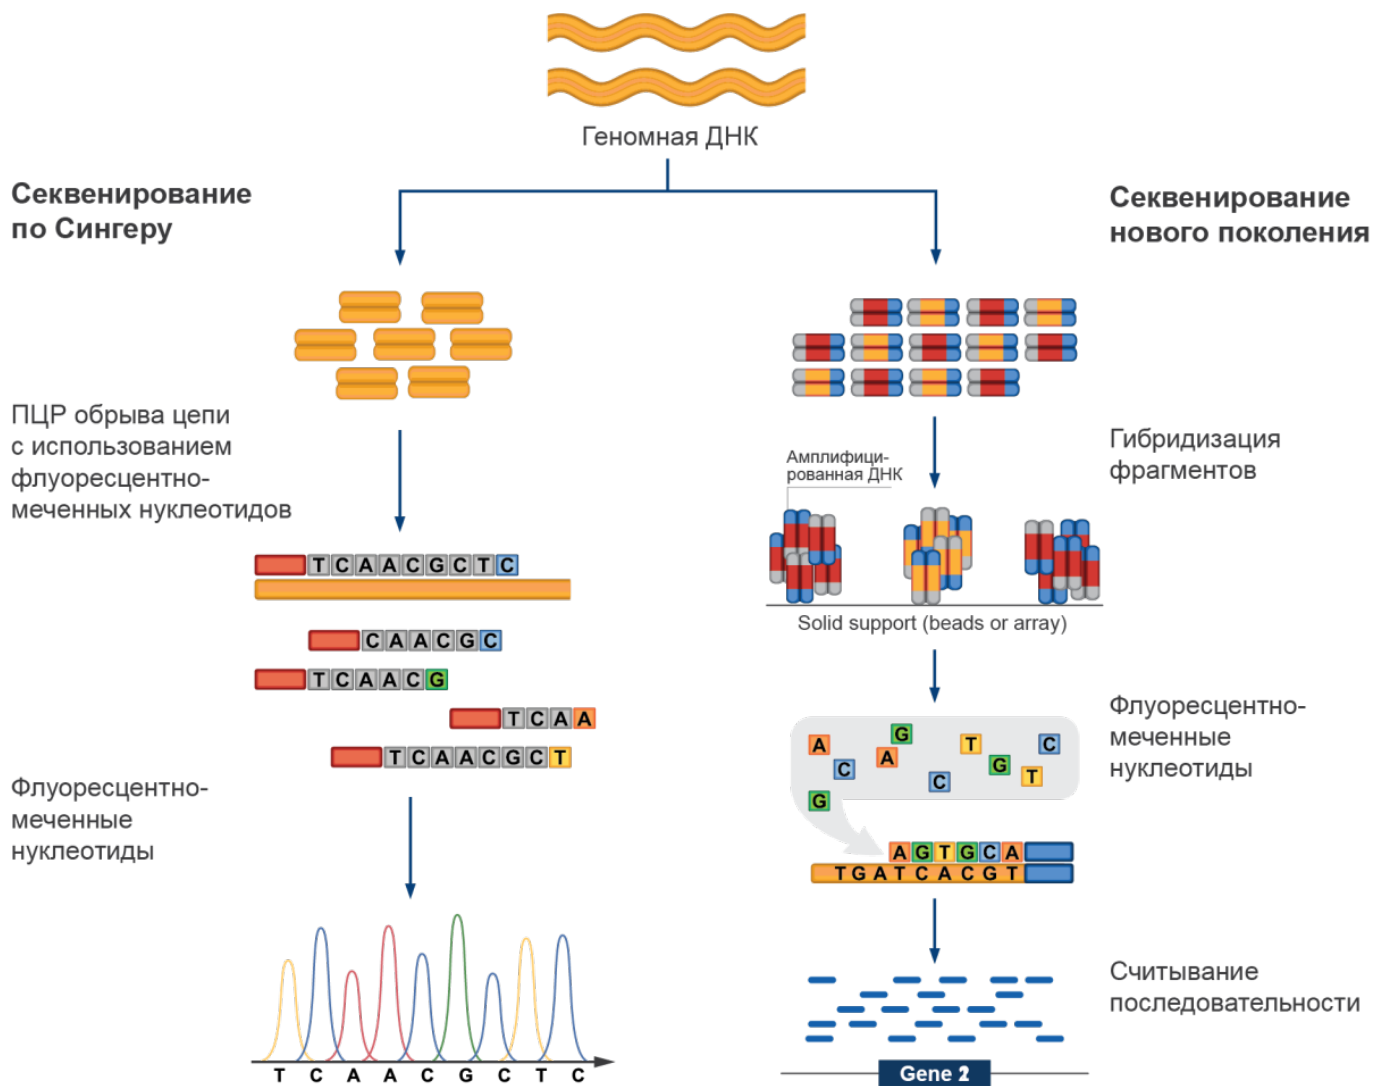 Геномная ДНК
Секвенирование
по Сингеру
Секвенирование
нового поколения
ПЦР обрыва цепи
с использованием
флуоресцентно-
меченных нуклеотидов
Гибридизация
фрагментов
Амплифици-
рованная ДНК
TCAACGCTC
CAACGC
TCAACG
TCAA
TCAACGCT
Solid support (beads or array)
Флуоресцентно-
меченные
нуклеотиды
Флуоресцентно-
меченные
нуклеотиды
A G T C
C A G T
C
G
AGTGCA
TGATCACGT
Считывание
последовательности
T C A A C G C T C
Gene 2